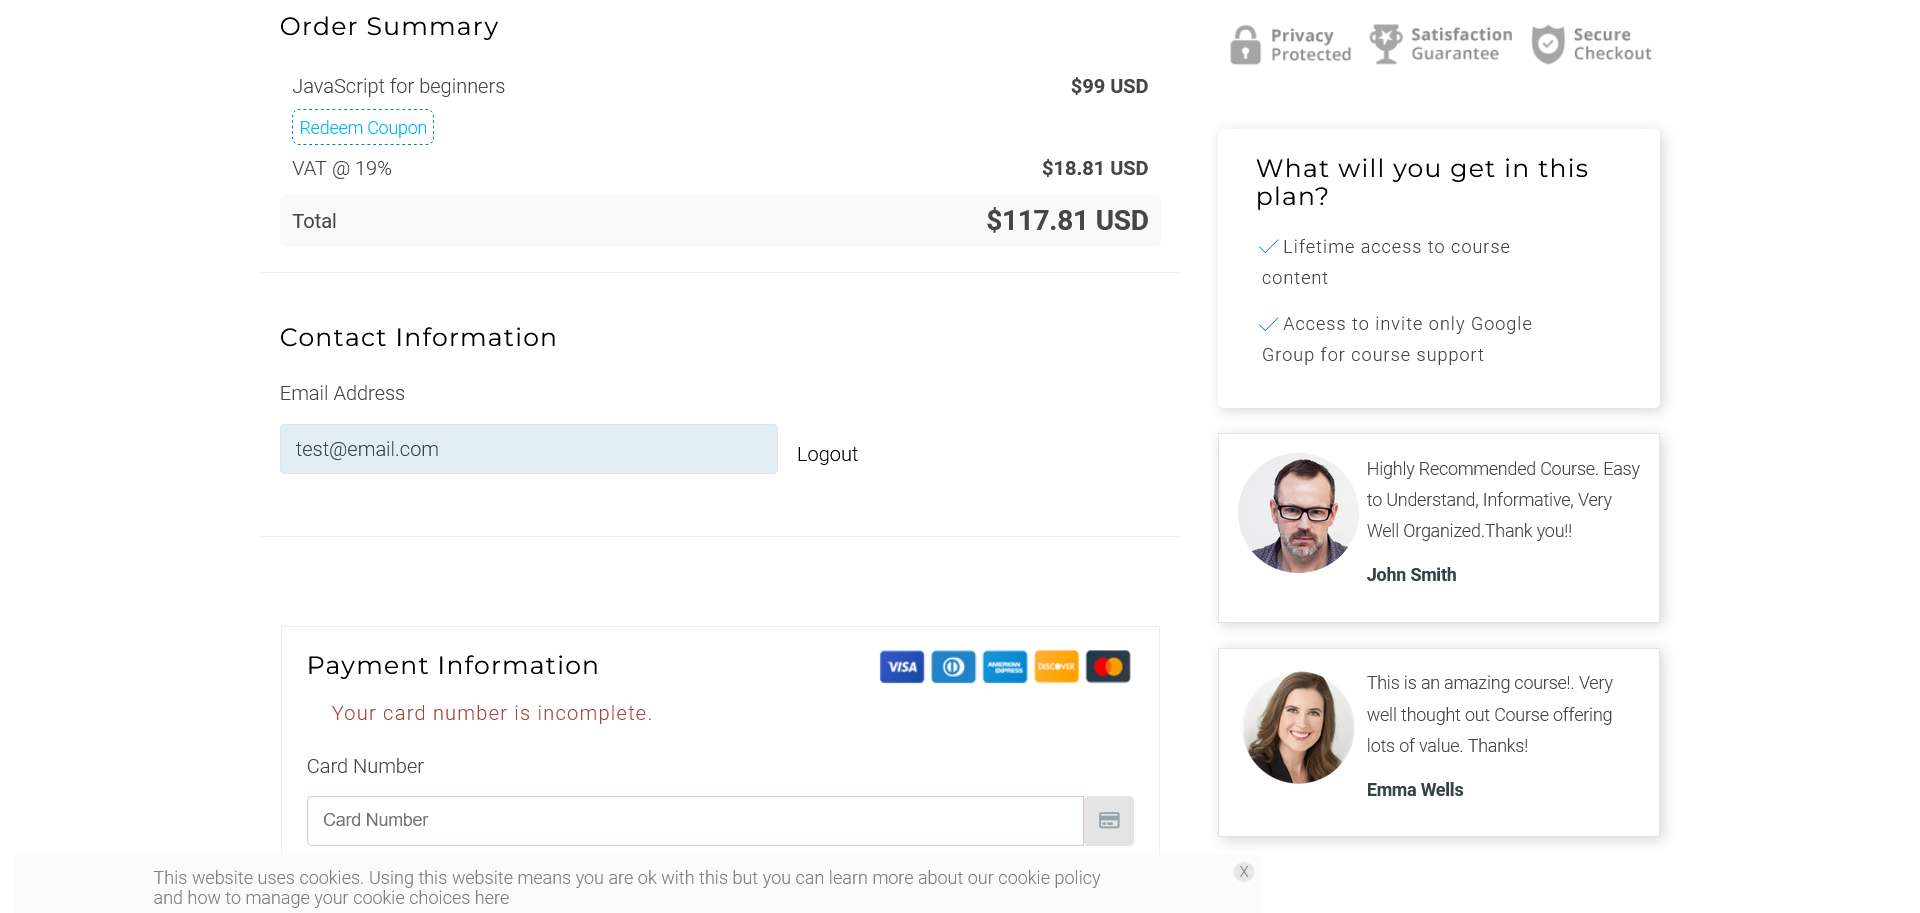 Order Summary
JavaScript for beginners $99 USD
Redeem Coupon
VAT @ 19% $18.81 USD
Total $117.81 USD
Contact Information
Email Address
test@email.com Logout
Payment Information VISA AMERICAN EXPRESS DISCOVER
Your card number is incomplete.
Card Number
Card Number
Privacy Protected
Satisfaction Guarantee
Secure Checkout
What will you get in this
plan?
Lifetime access to course
content
Access to invite only Google
Group for course support
Highly Recommended Course. Easy
to Understand, Informative, Very
Well Organized.Thank you!!
John Smith
This is an amazing course!. Very
well thought out Course offering
lots of value. Thanks!
Emma Wells
This website uses cookies. Using this website means you are ok with this but you can learn more about our cookie policy
and how to manage your cookie choices here
X